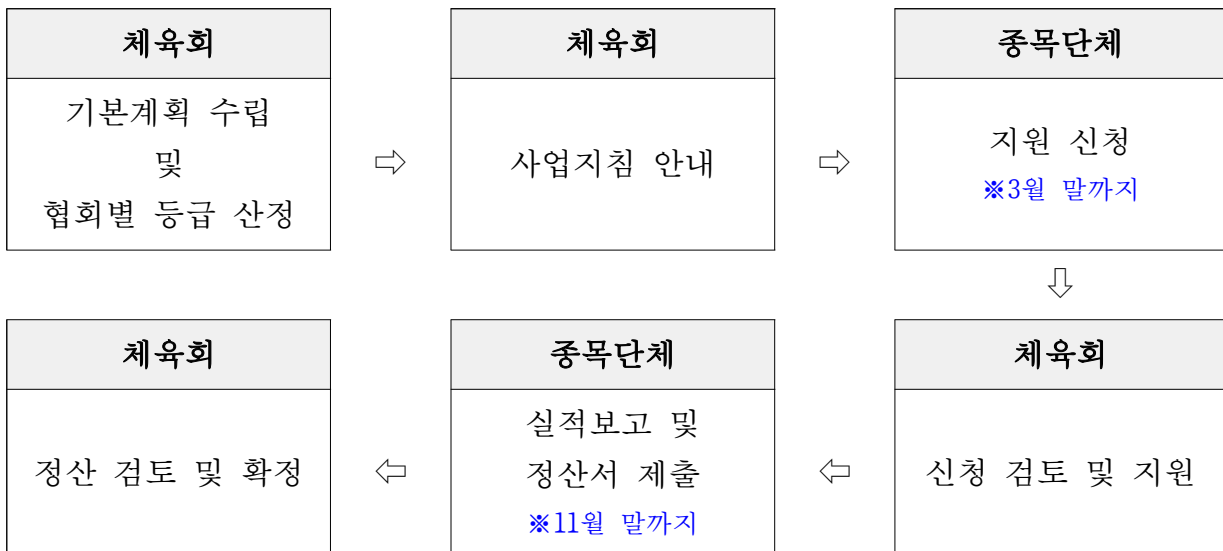 체육회
기본계획 수립
및
협회별 등급 산정
⇨
체육회
사업지침 안내
⇨
종목단체
지원 신청
※3월 말까지
⇩
체육회
신청 검토 및 지원
⇦
종목단체
실적보고 및
정산서 제출
※11월 말까지
⇦
체육회
정산 검토 및 확정